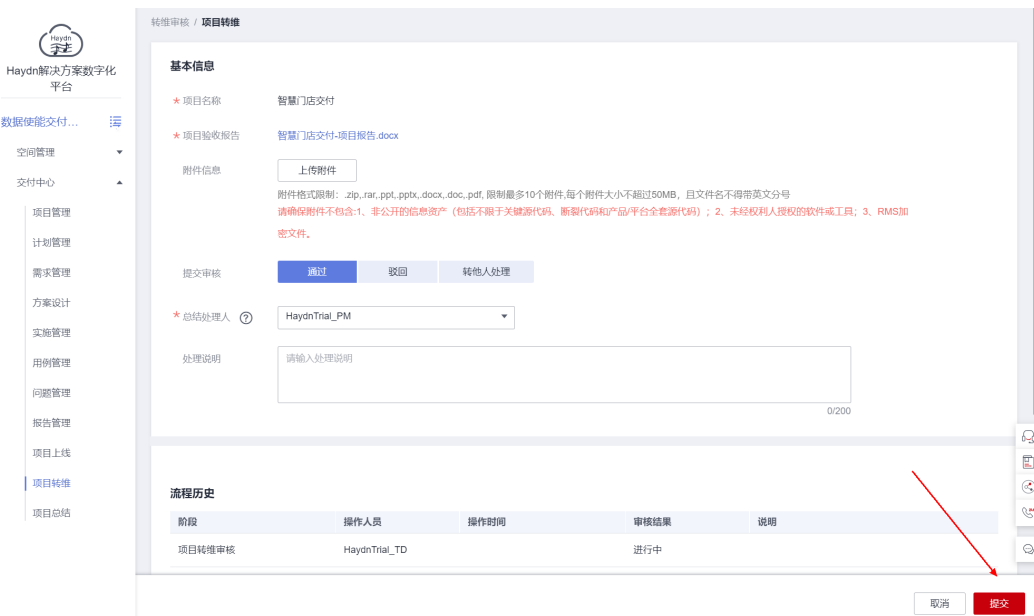 转维审核 / 项目转维
Haydn
Haydn解决方案数字化
平台
数据使能交付...
空间管理
交付中心
项目管理
计划管理
需求管理
方案设计
实施管理
用例管理
问题管理
报告管理
项目上线
项目转维
项目总结
基本信息
* 项目名称 智慧门店交付
* 项目验收报告 智慧门店交付-项目报告.docx
附件信息 上传附件
附件格式限制: .zip,.rar,.ppt,.pptx,.docx,.doc,.pdf, 限制最多10个附件,每个附件大小不超过50MB，且文件名不得带英文分号
请确保附件不包含:1、非公开的信息资产（包括不限于关键源代码、断裂代码和产品/平台全套源代码）; 2、未经权利人授权的软件或工具；3、RMS加
密文件。
提交审核 通过 驳回 转他人处理
* 总结处理人 ? HaydnTrial_PM
处理说明 请输入处理说明
0/200
流程历史
阶段 操作人员 操作时间 审核结果 说明
项目转维审核 HaydnTrial_TD 进行中
取消 提交